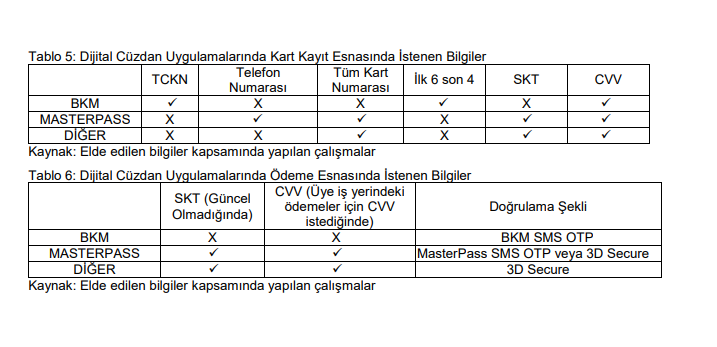 Tablo 5: Dijital Cüzdan Uygulamalarında Kart Kayıt Esnasında İstenen Bilgiler
TCKN Telefon Numarası Tüm Kart Numarası İlk 6 son 4 SKT CVV
BKM ✓ X X ✓ X ✓
MASTERPASS X ✓ ✓ X ✓ ✓
DİĞER X X ✓ X ✓ ✓
Kaynak: Elde edilen bilgiler kapsamında yapılan çalışmalar
Tablo 6: Dijital Cüzdan Uygulamalarında Ödeme Esnasında İstenen Bilgiler
SKT (Güncel Olmadığında) CVV (Üye iş yerindeki ödemeler için CVV istediğinde) Doğrulama Şekli
BKM X X BKM SMS OTP
MASTERPASS ✓ ✓ MasterPass SMS OTP veya 3D Secure
DİĞER ✓ ✓ 3D Secure
Kaynak: Elde edilen bilgiler kapsamında yapılan çalışmalar